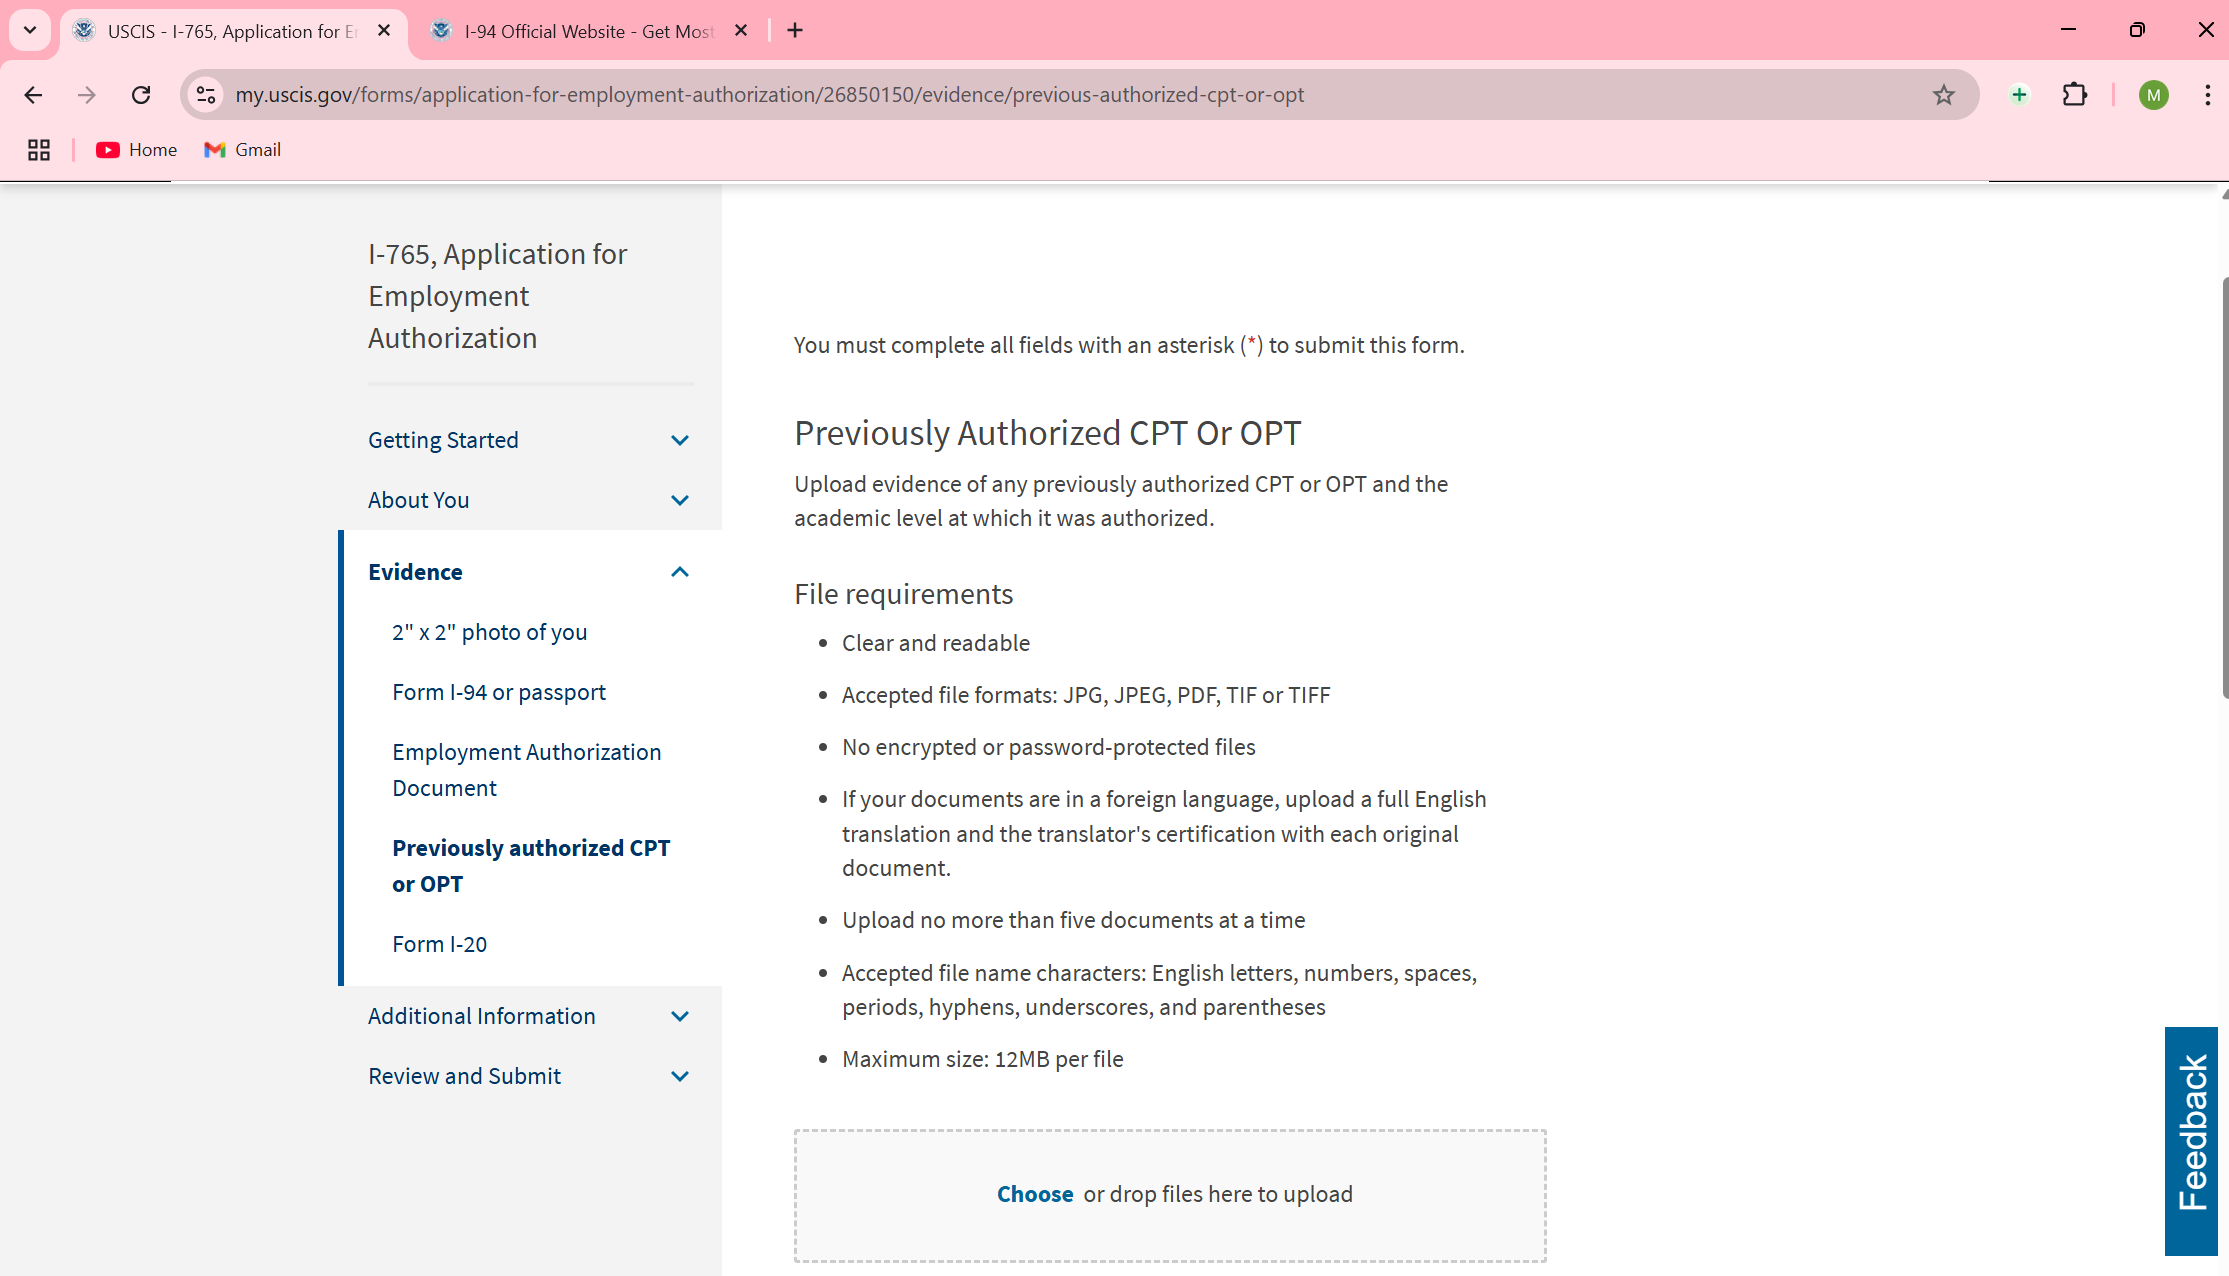 USCIS - I-765, Application for E
I-94 Official Website - Get Most
my.uscis.gov/forms/application-for-employment-authorization/26850150/evidence/previous-authorized-cpt-or-opt
M
Home
Gmail
I-765, Application for
Employment
Authorization
Getting Started
About You
Evidence
2" x 2" photo of you
Form I-94 or passport
Employment Authorization
Document
Previously authorized CPT
or OPT
Form I-20
Additional Information
Review and Submit
You must complete all fields with an asterisk (*) to submit this form.
Previously Authorized CPT Or OPT
Upload evidence of any previously authorized CPT or OPT and the
academic level at which it was authorized.
File requirements
• Clear and readable
• Accepted file formats: JPG, JPEG, PDF, TIF or TIFF
• No encrypted or password-protected files
• If your documents are in a foreign language, upload a full English
translation and the translator's certification with each original
document.
• Upload no more than five documents at a time
• Accepted file name characters: English letters, numbers, spaces,
periods, hyphens, underscores, and parentheses
• Maximum size: 12MB per file
Choose or drop files here to upload
Feedback